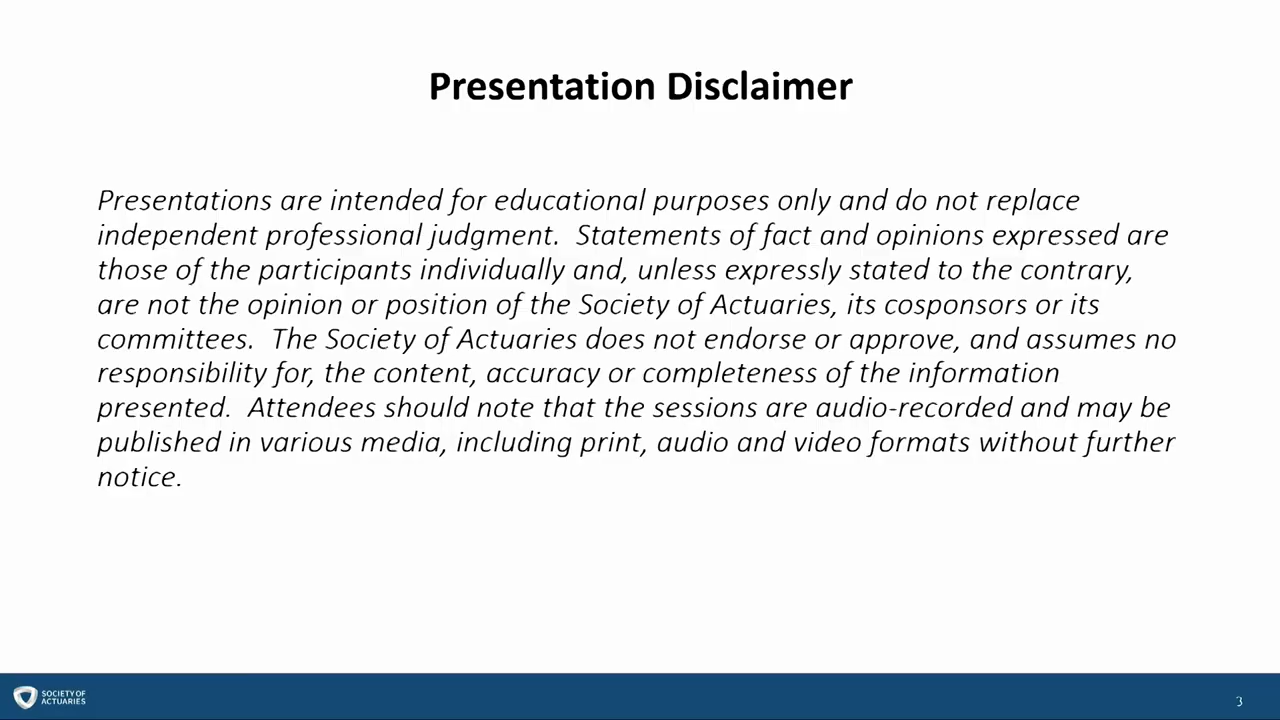 Presentation Disclaimer
Presentations are intended for educational purposes only and do not replace
independent professional judgment.  Statements of fact and opinions expressed are
those of the participants individually and, unless expressly stated to the contrary,
are not the opinion or position of the Society of Actuaries, its cosponsors or its
committees.  The Society of Actuaries does not endorse or approve, and assumes no
responsibility for, the content, accuracy or completeness of the information
presented.  Attendees should note that the sessions are audio-recorded and may be
published in various media, including print, audio and video formats without further
notice.
SOCIETY OF
ACTUARIES
3